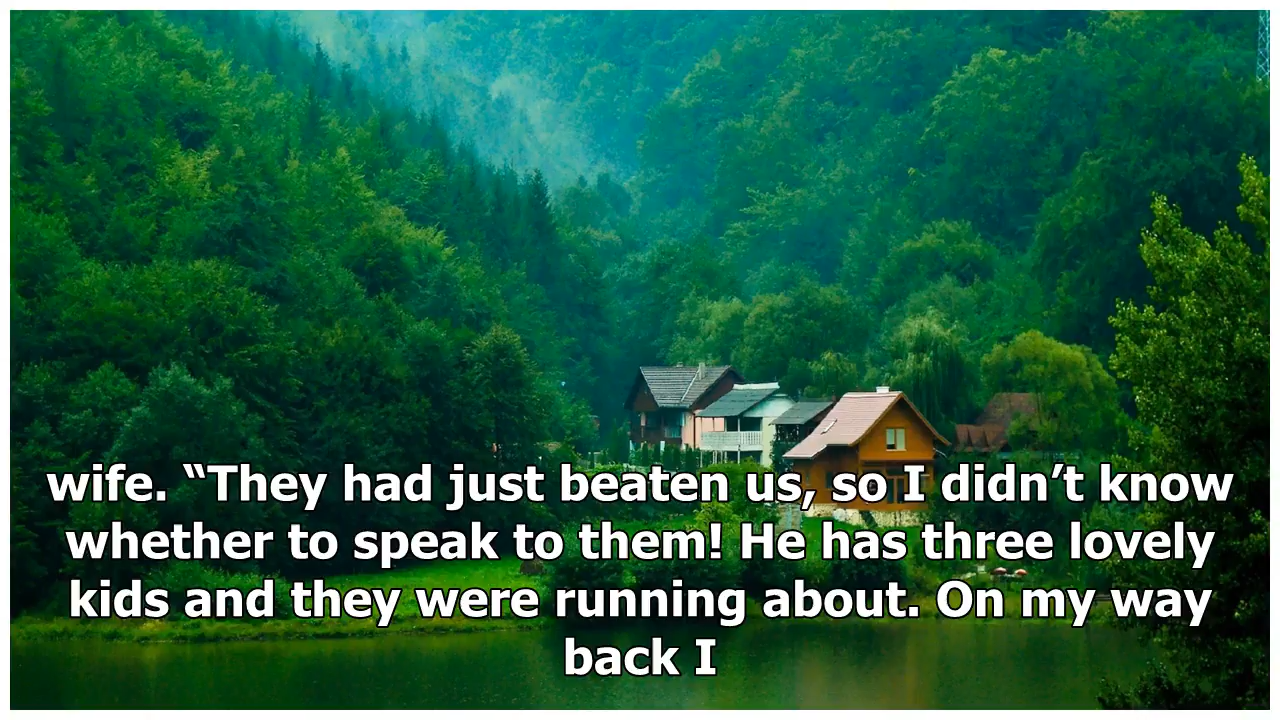 wife. “They had just beaten us, so I didn’t know
whether to speak to them! He has three lovely
kids and they were running about. On my way
back I